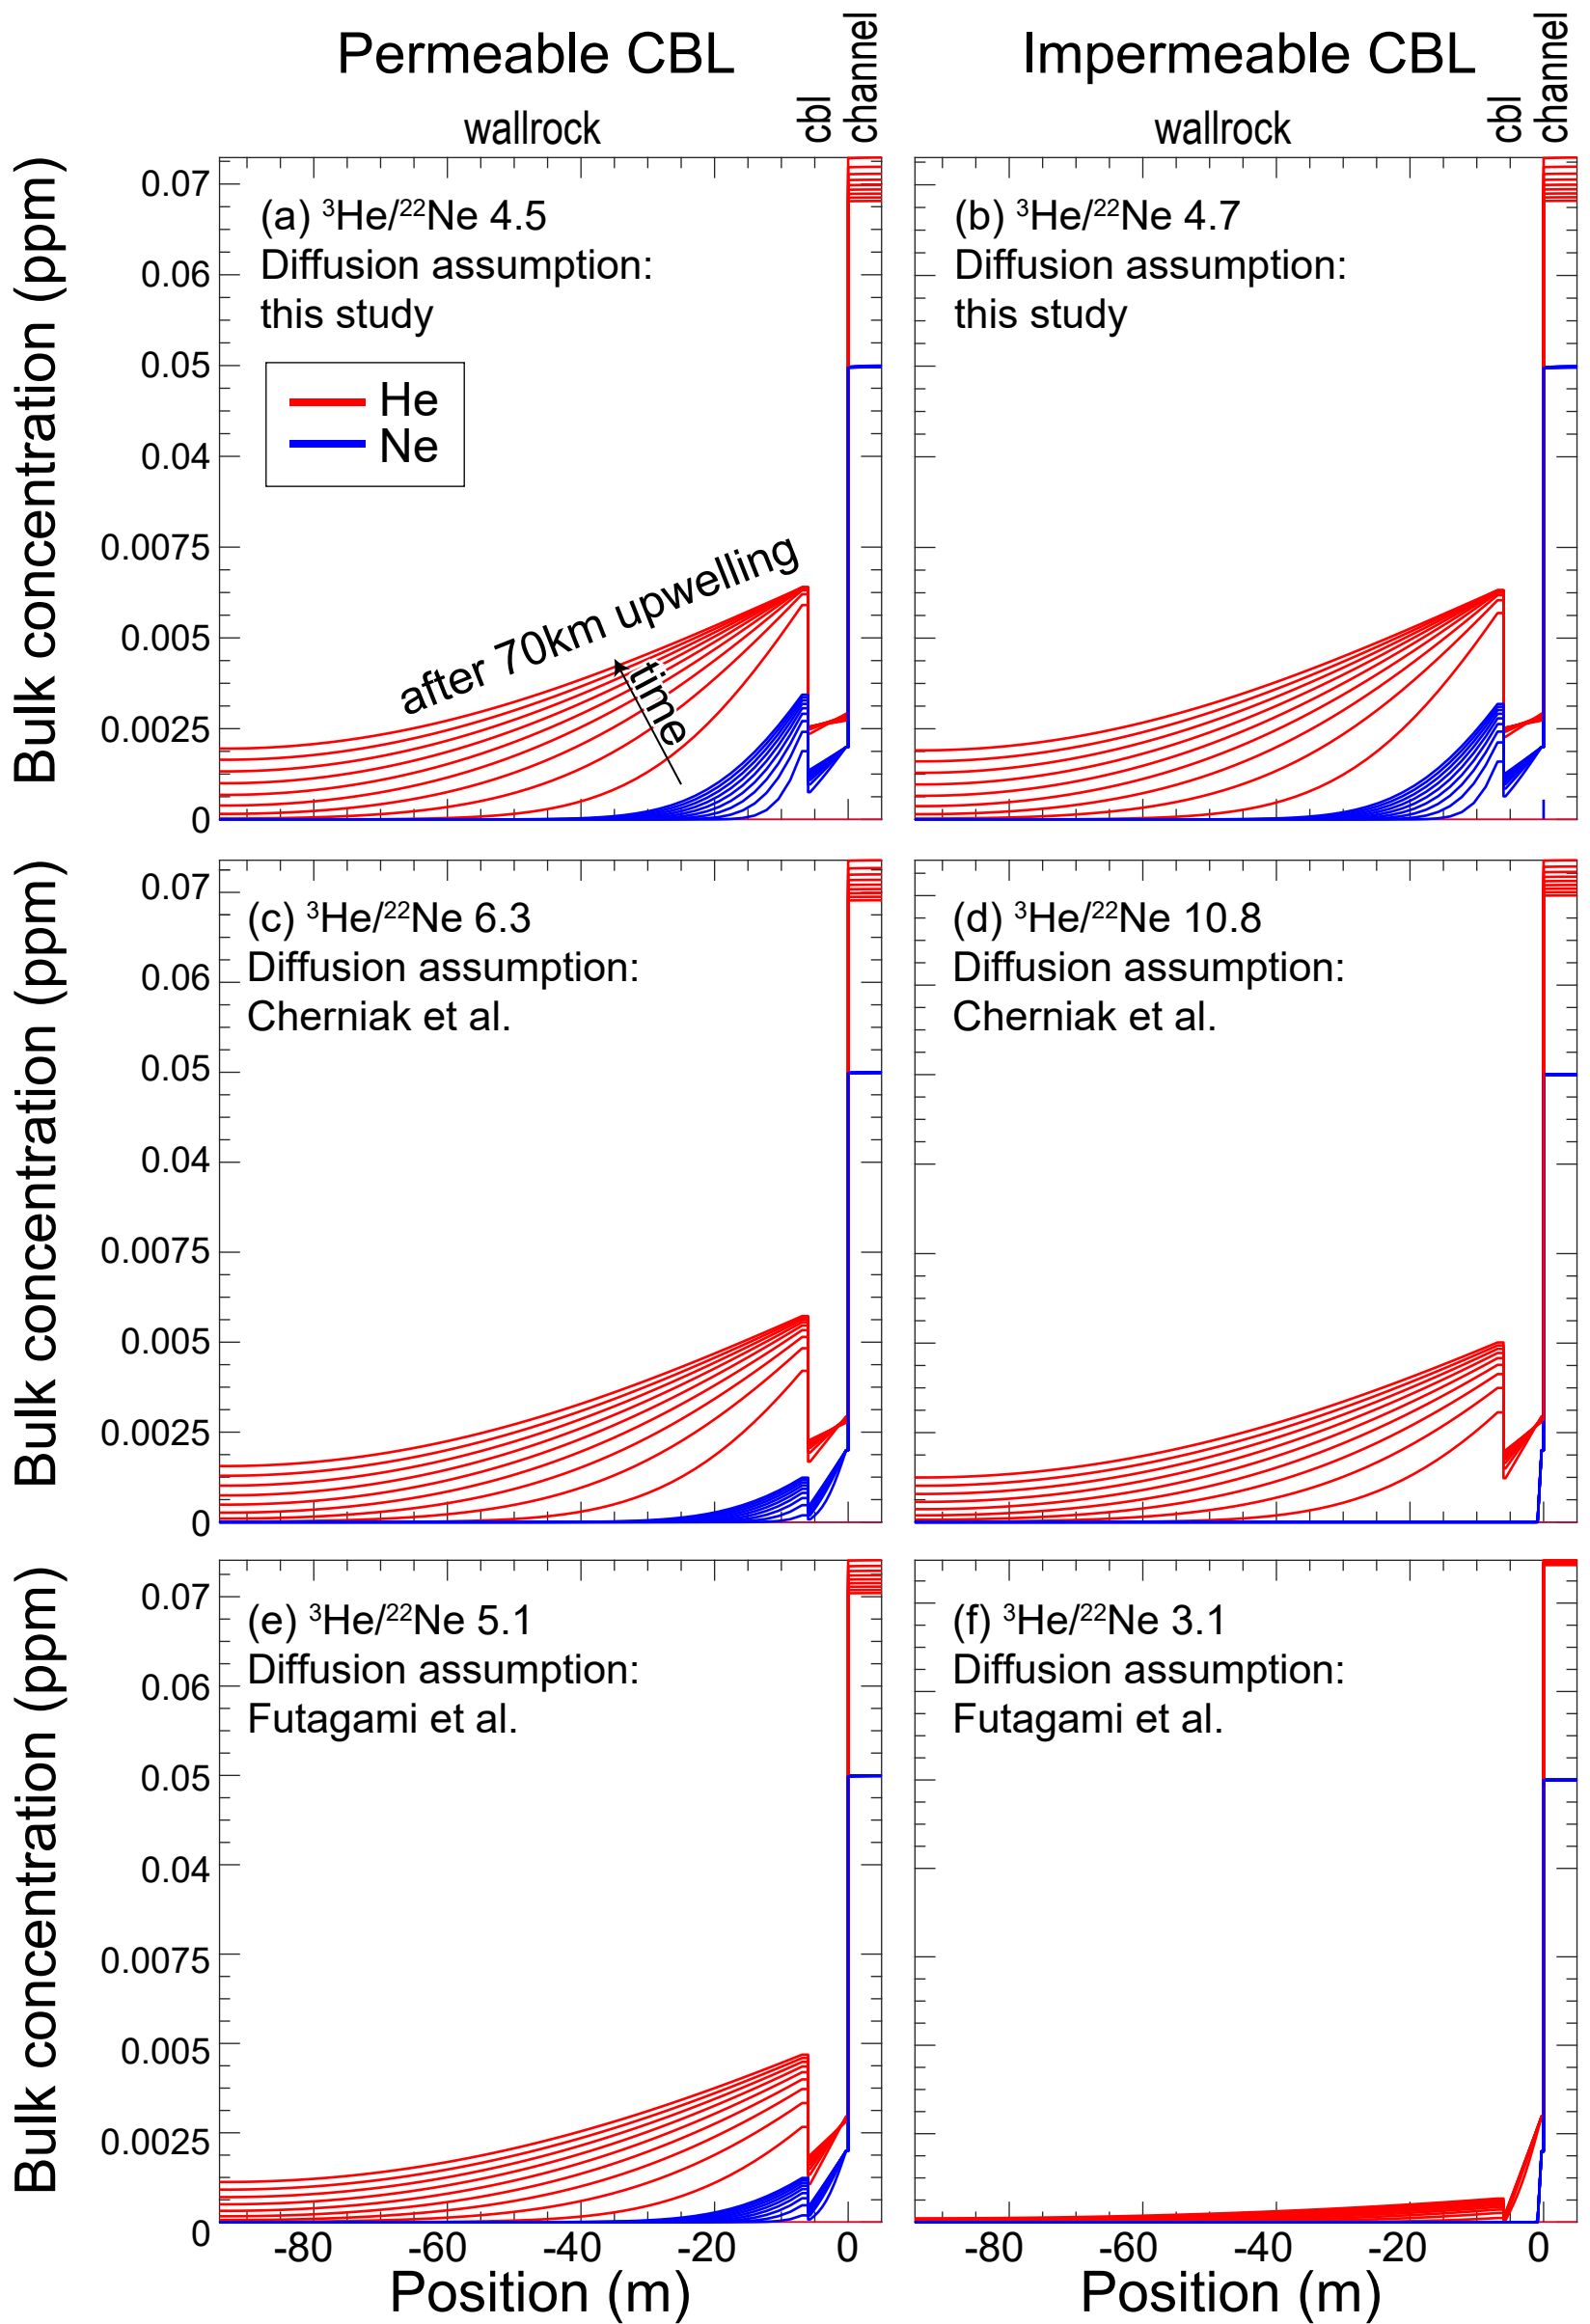 Permeable CBL
Impermeable CBL
wallrock
cbl
channel
wallrock
cbl
channel
Bulk concentration (ppm)
0.07
0.06
0.05
0.04
0.0075
0.005
0.0025
0
(a) ³He/²²Ne 4.5
Diffusion assumption:
this study
He
Ne
after 70km upwelling
time
(b) ³He/²²Ne 4.7
Diffusion assumption:
this study
Bulk concentration (ppm)
0.07
0.06
0.05
0.04
0.0075
0.005
0.0025
0
(c) ³He/²²Ne 6.3
Diffusion assumption:
Cherniak et al.
(d) ³He/²²Ne 10.8
Diffusion assumption:
Cherniak et al.
Bulk concentration (ppm)
0.07
0.06
0.05
0.04
0.0075
0.005
0.0025
0
(e) ³He/²²Ne 5.1
Diffusion assumption:
Futagami et al.
(f) ³He/²²Ne 3.1
Diffusion assumption:
Futagami et al.
-80 -60 -40 -20 0
Position (m)
-80 -60 -40 -20 0
Position (m)